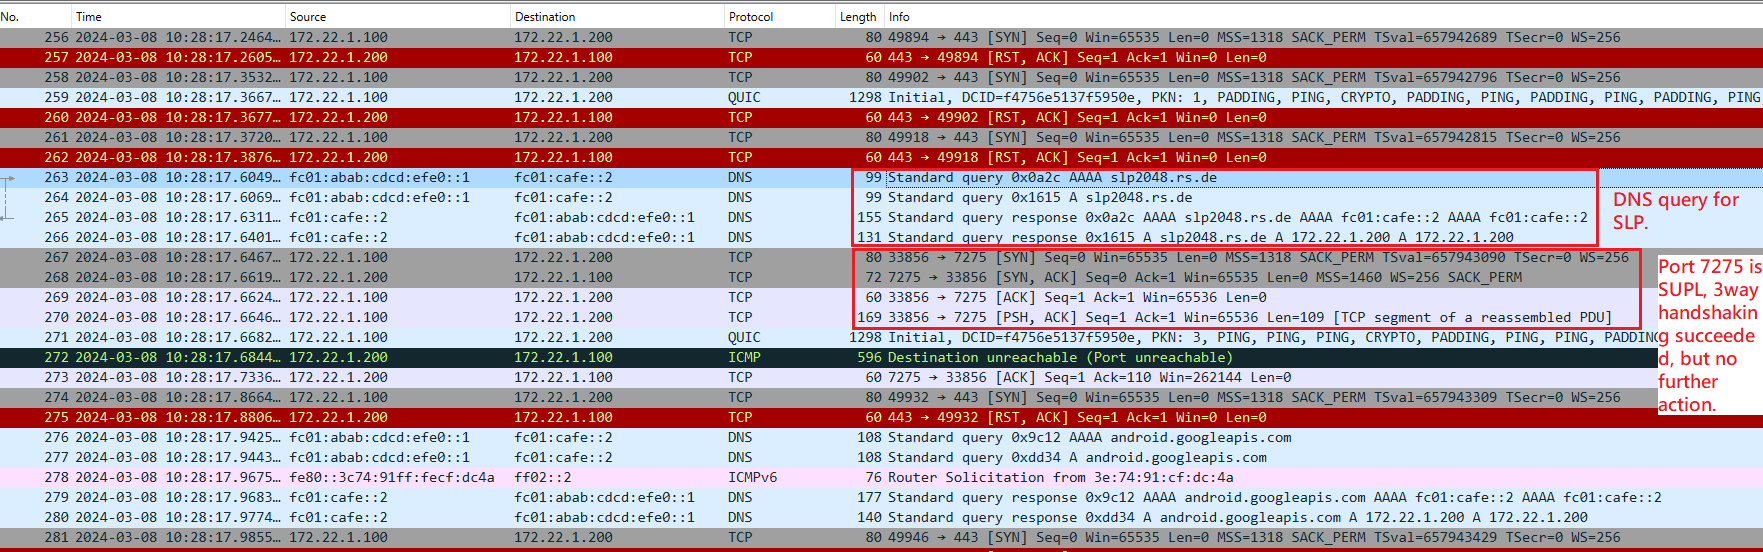 No. Time Source Destination Protocol Length Info
256 2024-03-08 10:28:17.2464… 172.22.1.100 172.22.1.200 TCP 80 49894 → 443 [SYN] Seq=0 Win=65535 Len=0 MSS=1318 SACK_PERM TSval=657942689 TSecr=0 WS=256
257 2024-03-08 10:28:17.2605… 172.22.1.200 172.22.1.100 TCP 60 443 → 49894 [RST, ACK] Seq=1 Ack=1 Win=0 Len=0
258 2024-03-08 10:28:17.3532… 172.22.1.100 172.22.1.200 TCP 80 49902 → 443 [SYN] Seq=0 Win=65535 Len=0 MSS=1318 SACK_PERM TSval=657942796 TSecr=0 WS=256
259 2024-03-08 10:28:17.3667… 172.22.1.100 172.22.1.200 QUIC 1298 Initial, DCID=f4756e5137f5950e, PKN: 1, PADDING, PING, CRYPTO, PADDING, PING, PADDING, PING, PADDING, PING,
260 2024-03-08 10:28:17.3677… 172.22.1.200 172.22.1.100 TCP 60 443 → 49902 [RST, ACK] Seq=1 Ack=1 Win=0 Len=0
261 2024-03-08 10:28:17.3720… 172.22.1.100 172.22.1.200 TCP 80 49918 → 443 [SYN] Seq=0 Win=65535 Len=0 MSS=1318 SACK_PERM TSval=657942815 TSecr=0 WS=256
262 2024-03-08 10:28:17.3876… 172.22.1.200 172.22.1.100 TCP 60 443 → 49918 [RST, ACK] Seq=1 Ack=1 Win=0 Len=0
263 2024-03-08 10:28:17.6049… fc01:abab:cdcd:efe0::1 fc01:cafe::2 DNS 99 Standard query 0x0a2c AAAA slp2048.rs.de
264 2024-03-08 10:28:17.6069… fc01:abab:cdcd:efe0::1 fc01:cafe::2 DNS 99 Standard query 0x1615 A slp2048.rs.de
265 2024-03-08 10:28:17.6311… fc01:cafe::2 fc01:abab:cdcd:efe0::1 DNS 155 Standard query response 0x0a2c AAAA slp2048.rs.de AAAA fc01:cafe::2 AAAA fc01:cafe::2
266 2024-03-08 10:28:17.6401… fc01:cafe::2 fc01:abab:cdcd:efe0::1 DNS 131 Standard query response 0x1615 A slp2048.rs.de A 172.22.1.200 A 172.22.1.200
DNS query for
SLP.
267 2024-03-08 10:28:17.6467… 172.22.1.100 172.22.1.200 TCP 80 33856 → 7275 [SYN] Seq=0 Win=65535 Len=0 MSS=1318 SACK_PERM TSval=657943090 TSecr=0 WS=256
268 2024-03-08 10:28:17.6619… 172.22.1.200 172.22.1.100 TCP 72 7275 → 33856 [SYN, ACK] Seq=0 Ack=1 Win=65535 Len=0 MSS=1460 WS=256 SACK_PERM
269 2024-03-08 10:28:17.6624… 172.22.1.100 172.22.1.200 TCP 60 33856 → 7275 [ACK] Seq=1 Ack=1 Win=65536 Len=0
270 2024-03-08 10:28:17.6646… 172.22.1.100 172.22.1.200 TCP 169 33856 → 7275 [PSH, ACK] Seq=1 Ack=1 Win=65536 Len=109 [TCP segment of a reassembled PDU]
271 2024-03-08 10:28:17.6682… 172.22.1.100 172.22.1.200 QUIC 1298 Initial, DCID=f4756e5137f5950e, PKN: 3, PING, PING, PING, CRYPTO, PADDING, PING, PING, PADDING
272 2024-03-08 10:28:17.6844… 172.22.1.200 172.22.1.100 ICMP 596 Destination unreachable (Port unreachable)
273 2024-03-08 10:28:17.7336… 172.22.1.200 172.22.1.100 TCP 60 7275 → 33856 [ACK] Seq=1 Ack=110 Win=262144 Len=0
274 2024-03-08 10:28:17.8664… 172.22.1.100 172.22.1.200 TCP 80 49932 → 443 [SYN] Seq=0 Win=65535 Len=0 MSS=1318 SACK_PERM TSval=657943309 TSecr=0 WS=256
275 2024-03-08 10:28:17.8806… 172.22.1.200 172.22.1.100 TCP 60 443 → 49932 [RST, ACK] Seq=1 Ack=1 Win=0 Len=0
Port 7275 is
SUPL, 3way
handshakin
g succeede
d, but no
further
action.
276 2024-03-08 10:28:17.9425… fc01:abab:cdcd:efe0::1 fc01:cafe::2 DNS 108 Standard query 0x9c12 AAAA android.googleapis.com
277 2024-03-08 10:28:17.9443… fc01:abab:cdcd:efe0::1 fc01:cafe::2 DNS 108 Standard query 0xdd34 A android.googleapis.com
278 2024-03-08 10:28:17.9675… fe80::3c74:91ff:fecf:dc4a ff02::2 ICMPv6 76 Router Solicitation from 3e:74:91:cf:dc:4a
279 2024-03-08 10:28:17.9683… fc01:cafe::2 fc01:abab:cdcd:efe0::1 DNS 177 Standard query response 0x9c12 AAAA android.googleapis.com AAAA fc01:cafe::2 AAAA fc01:cafe::2
280 2024-03-08 10:28:17.9774… fc01:cafe::2 fc01:abab:cdcd:efe0::1 DNS 140 Standard query response 0xdd34 A android.googleapis.com A 172.22.1.200 A 172.22.1.200
281 2024-03-08 10:28:17.9855… 172.22.1.100 172.22.1.200 TCP 80 49946 → 443 [SYN] Seq=0 Win=65535 Len=0 MSS=1318 SACK_PERM TSval=657943429 TSecr=0 WS=256